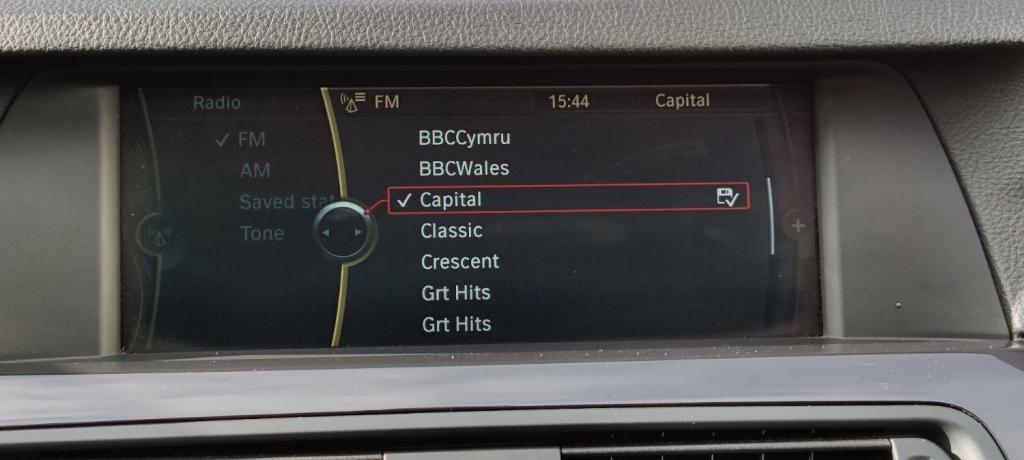 Radio
FM
AM
Saved stat
Tone
FM 15:44 Capital
BBCCymru
BBCWales
Capital
Classic
Crescent
Grt Hits
Grt Hits